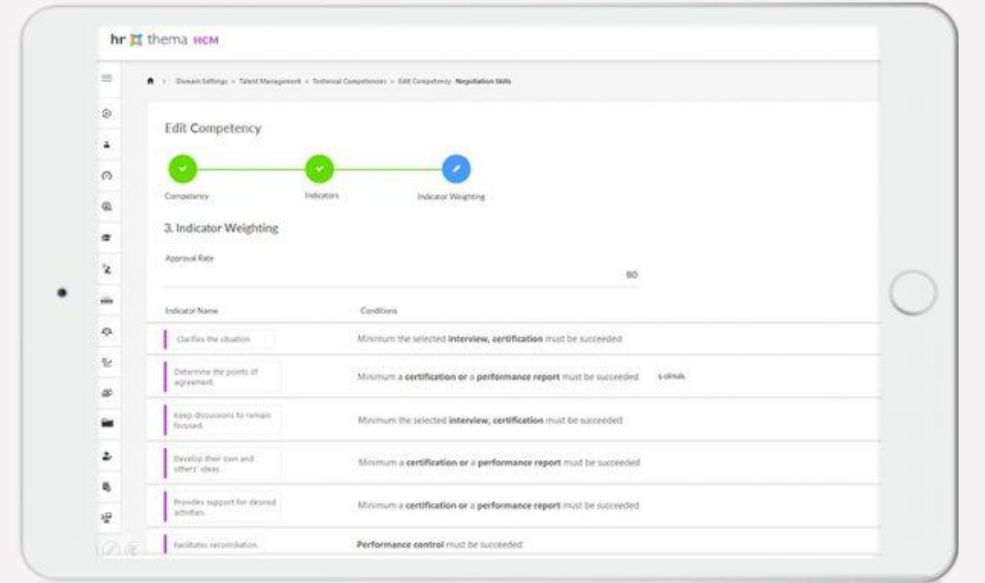 hr thema HCM
Domain Settings > Talent Management > Technical Competencies > Edit Competency: Negotiation Skills
Edit Competency
Competency
Indicators
Indicator Weighting
3. Indicator Weighting
Approval Rate
80
Indicator Name
Conditions
Clarifies the situation
Minimum the selected interview, certification must be succeeded
Determine the points of
agreement.
Minimum a certification or a performance report must be succeeded
Keep discussions to remain
focused.
Minimum the selected interview, certification must be succeeded
Develop their own and
others' ideas.
Minimum a certification or a performance report must be succeeded
Provides support for desired
activities.
Minimum a certification or a performance report must be succeeded
Facilitates reconciliation.
Performance control must be succeeded